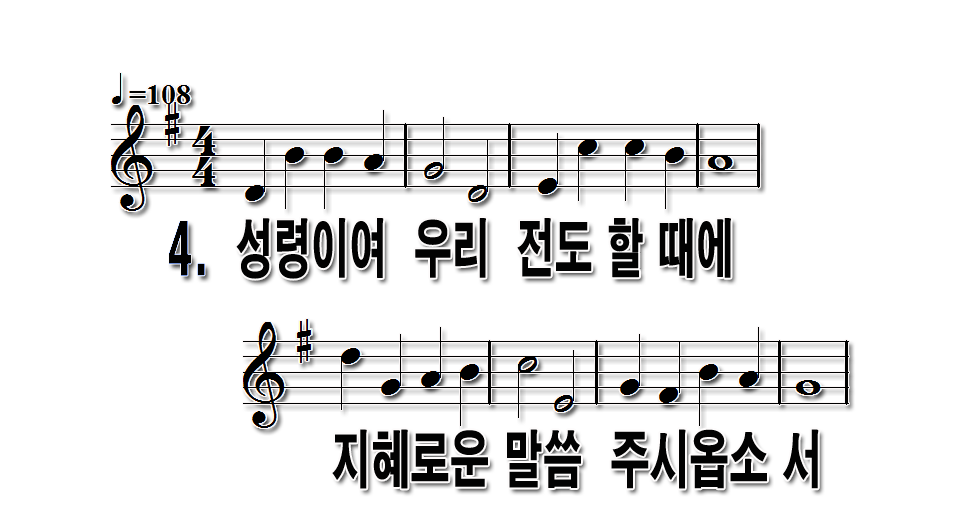 ♩=108
4. 성령이여 우리 전도 할 때에
지혜로운 말씀 주시옵소 서